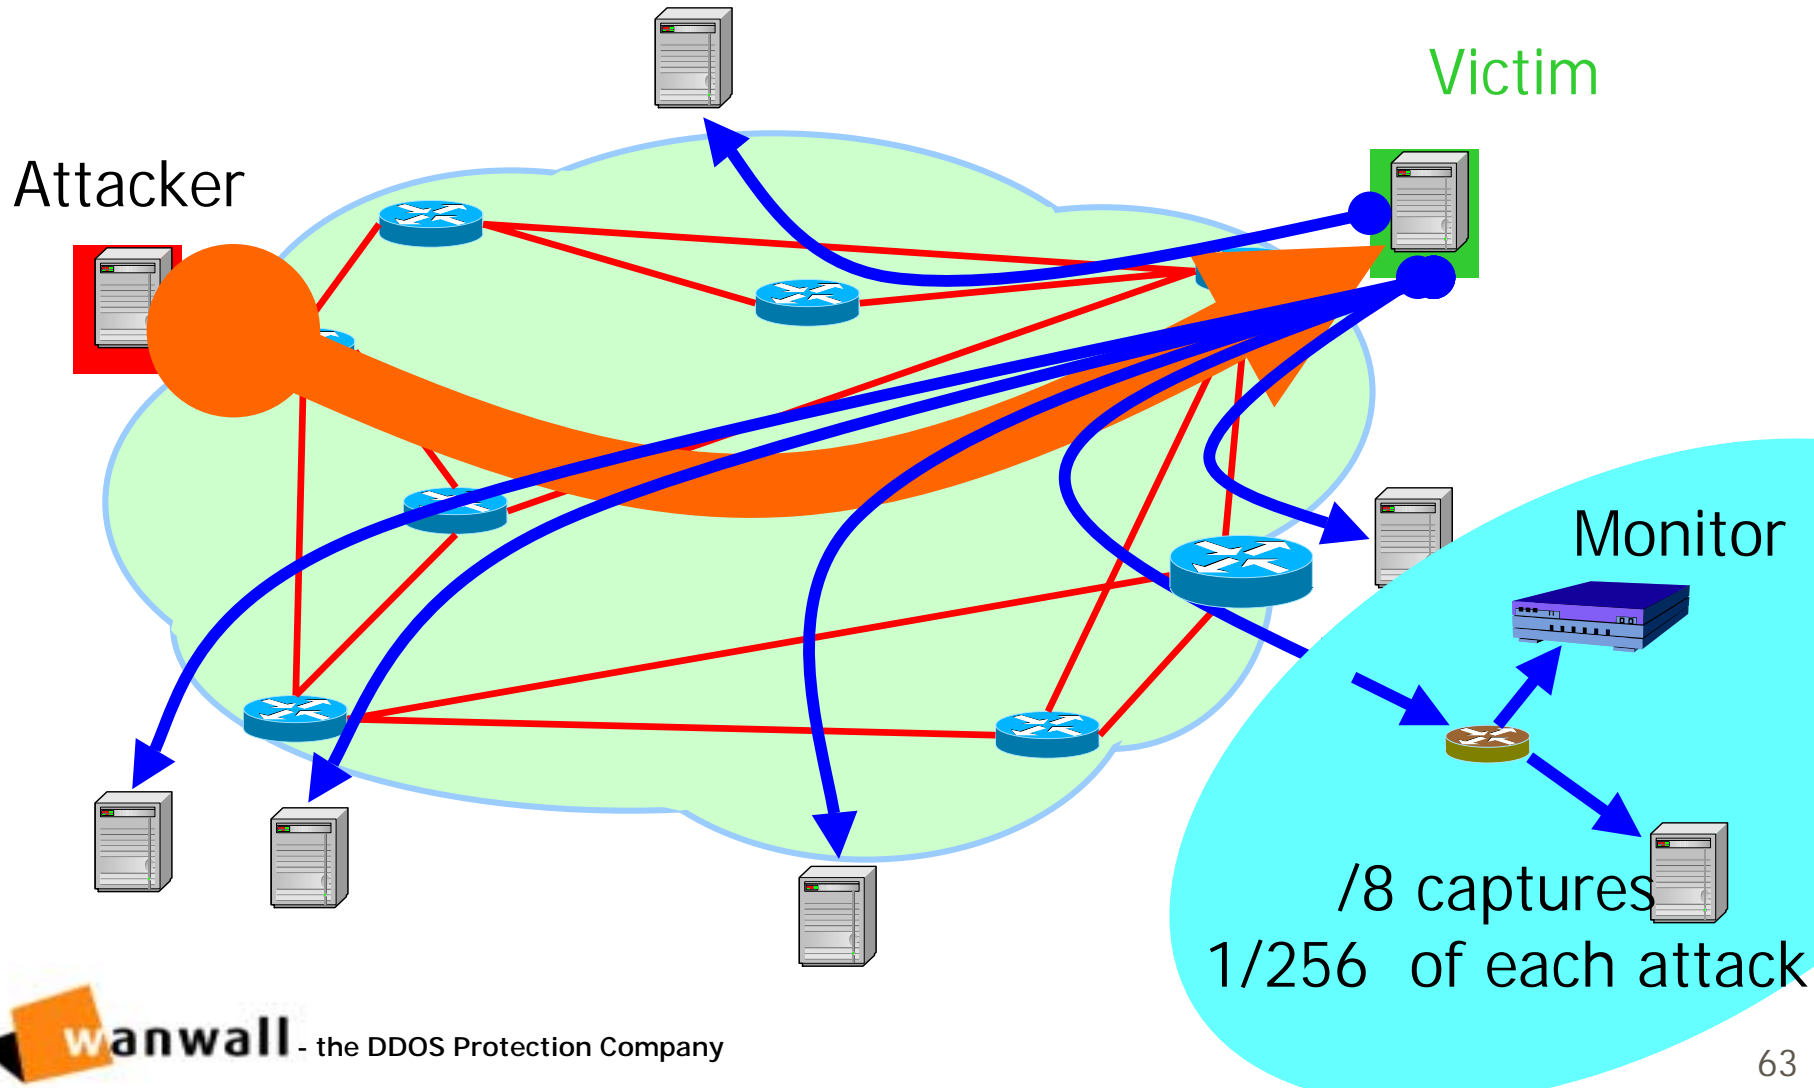 Victim
Attacker
Monitor
/8 captures
1/256 of each attack
wanwall - the DDOS Protection Company
63